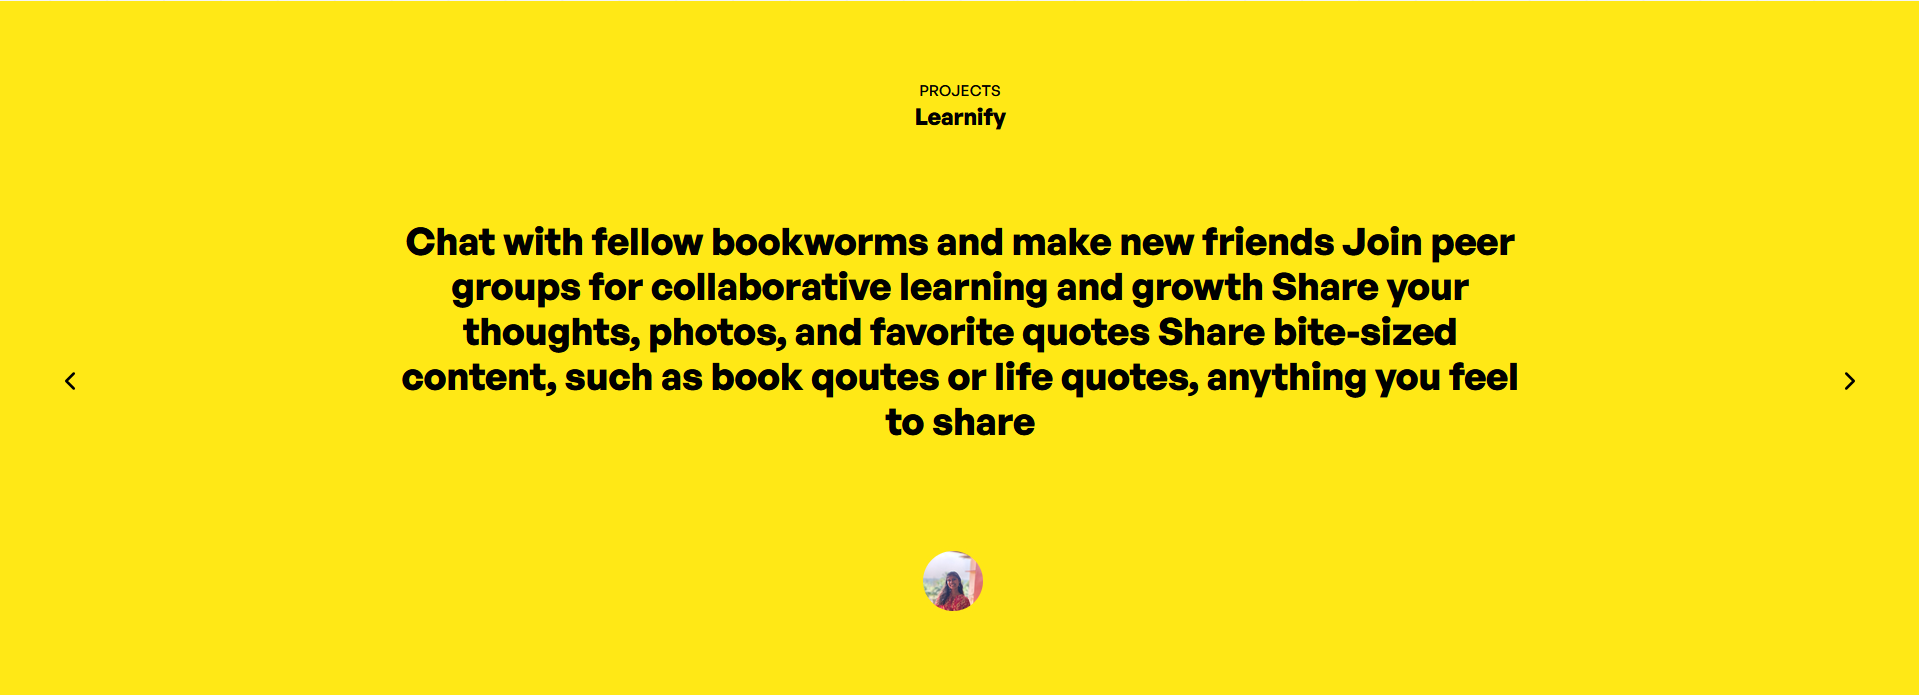 PROJECTS
Learnify
Chat with fellow bookworms and make new friends Join peer
groups for collaborative learning and growth Share your
thoughts, photos, and favorite quotes Share bite-sized
content, such as book qoutes or life quotes, anything you feel
to share